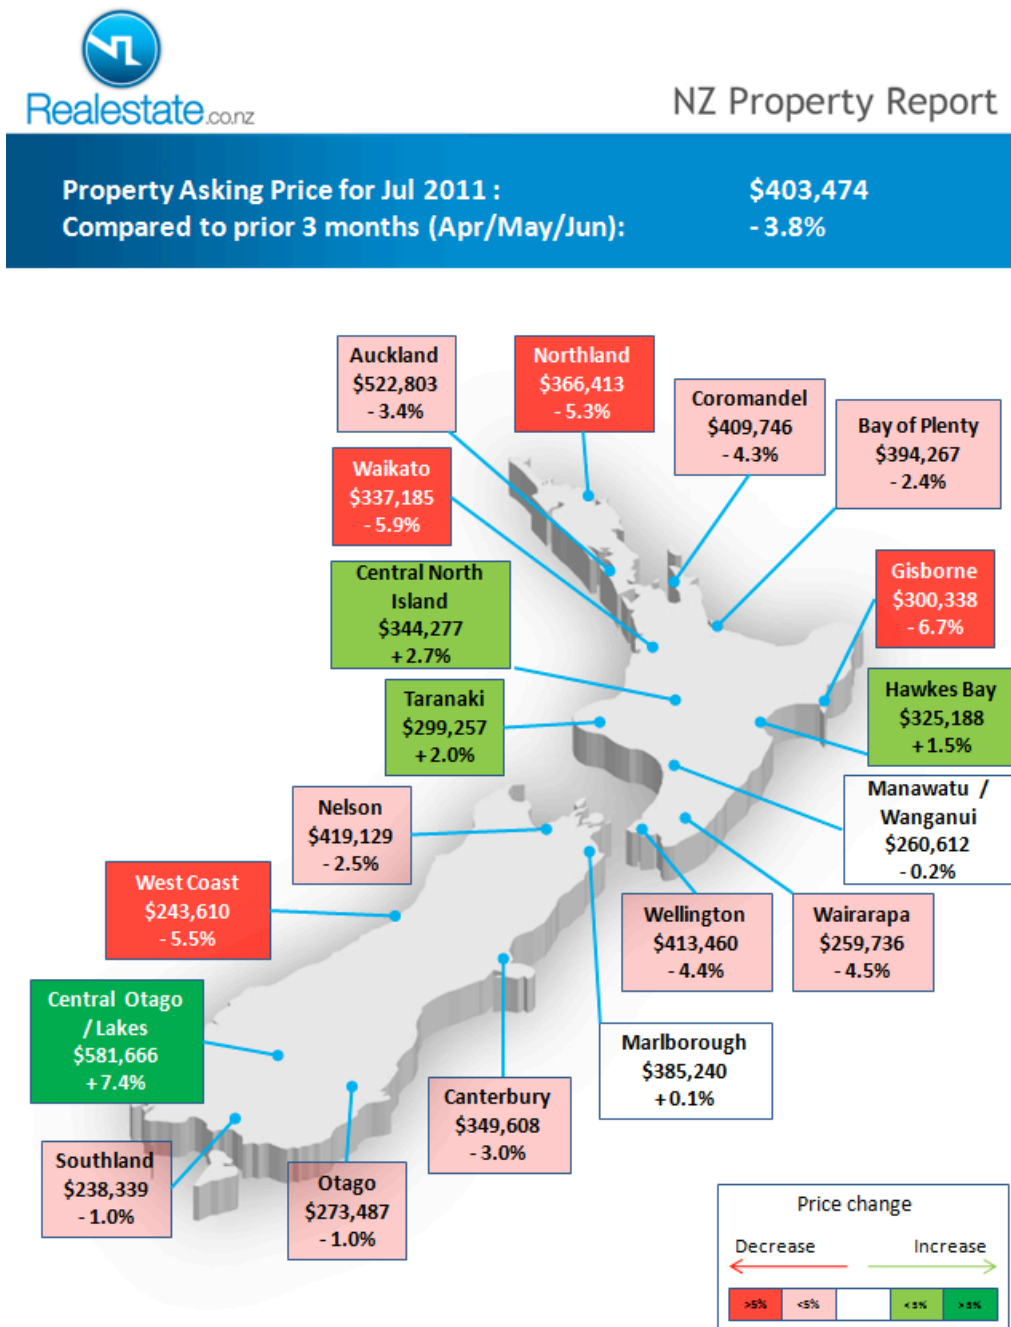 Realestate.co.nz
NZ Property Report
Property Asking Price for Jul 2011 : $403,474
Compared to prior 3 months (Apr/May/Jun): - 3.8%
Auckland
$522,803
- 3.4%
Northland
$366,413
- 5.3%
Coromandel
$409,746
- 4.3%
Bay of Plenty
$394,267
- 2.4%
Waikato
$337,185
- 5.9%
Central North
Island
$344,277
+ 2.7%
Gisborne
$300,338
- 6.7%
Taranaki
$299,257
+ 2.0%
Hawkes Bay
$325,188
+ 1.5%
Manawatu /
Wanganui
$260,612
- 0.2%
Nelson
$419,129
- 2.5%
West Coast
$243,610
- 5.5%
Wellington
$413,460
- 4.4%
Wairarapa
$259,736
- 4.5%
Central Otago
/ Lakes
$581,666
+ 7.4%
Marlborough
$385,240
+ 0.1%
Canterbury
$349,608
- 3.0%
Southland
$238,339
- 1.0%
Otago
$273,487
- 1.0%
Price change
Decrease Increase
>5% <5% <5% >5%